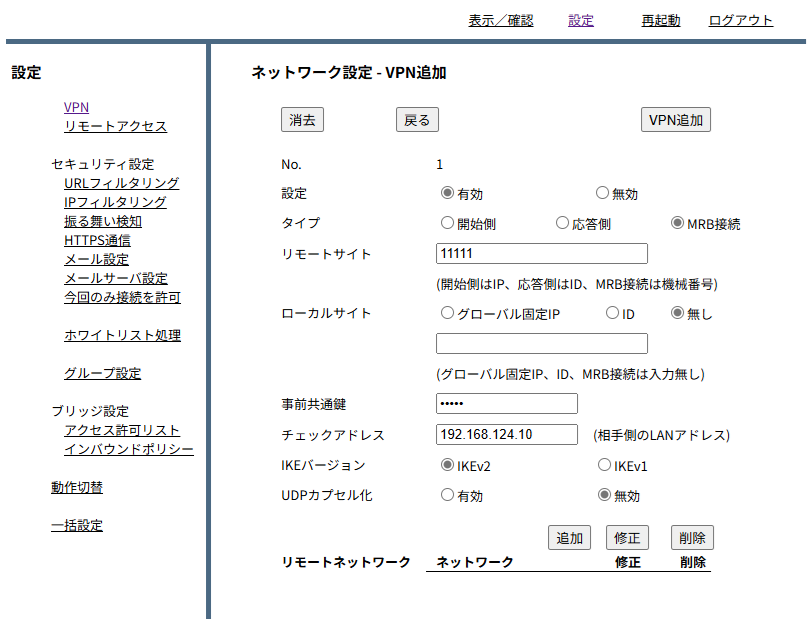 表示／確認 設定 再起動 ログアウト
設定
VPN
リモートアクセス
セキュリティ設定
URLフィルタリング
IPフィルタリング
振る舞い検知
HTTPS通信
メール設定
メールサーバ設定
今回のみ接続を許可
ホワイトリスト処理
グループ設定
ブリッジ設定
アクセス許可リスト
インバウンドポリシー
動作切替
一括設定
ネットワーク設定 - VPN追加
消去 戻る VPN追加
No. 1
設定 有効 無効
タイプ 開始側 応答側 MRB接続
リモートサイト 11111
(開始側はIP、応答側はID、MRB接続は機械番号)
ローカルサイト グローバル固定IP ID 無し
(グローバル固定IP、ID、MRB接続は入力無し)
事前共通鍵 •••••
チェックアドレス 192.168.124.10 (相手側のLANアドレス)
IKEバージョン IKEv2 IKEv1
UDPカプセル化 有効 無効
追加 修正 削除
リモートネットワーク ネットワーク 修正 削除